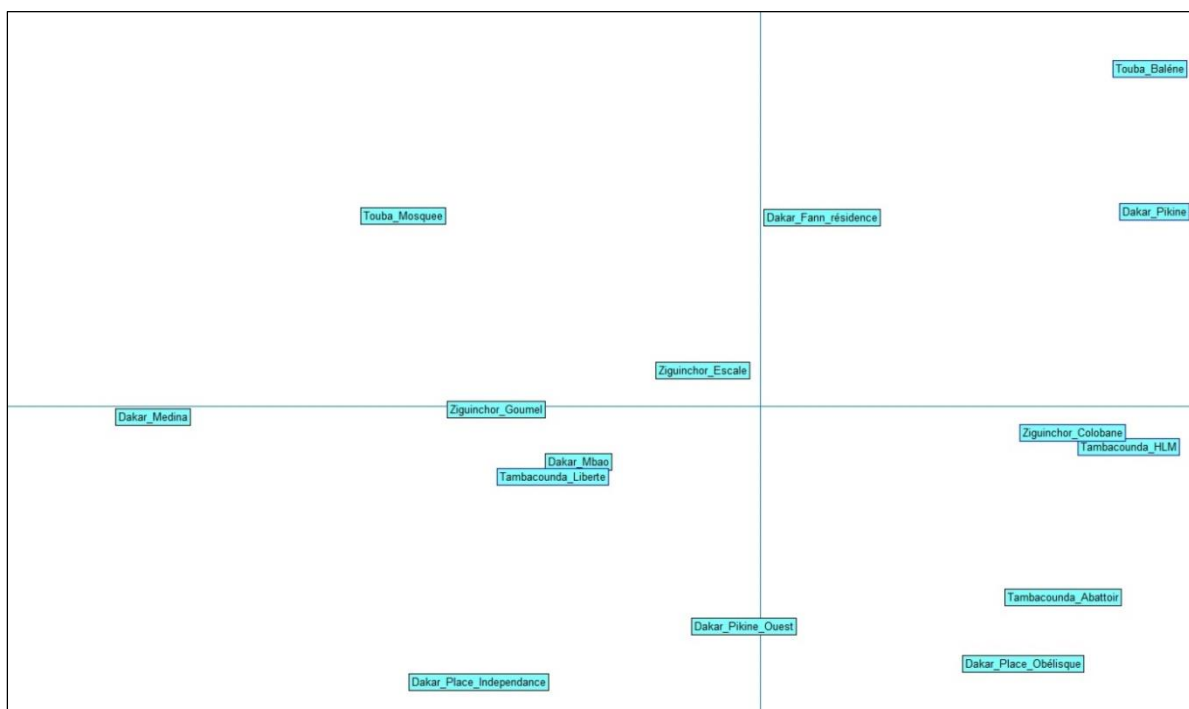 Touba_Baléne
Touba_Mosquee
Dakar_Fann_résidence
Dakar_Pikine
Ziguinchor_Escale
Ziguinchor_Goumel
Dakar_Medina
Ziguinchor_Colobane
Tambacounda_HLM
Dakar_Mbao
Tambacounda_Liberte
Tambacounda_Abattoir
Dakar_Pikine_Ouest
Dakar_Place_Obélisque
Dakar_Place_Independance